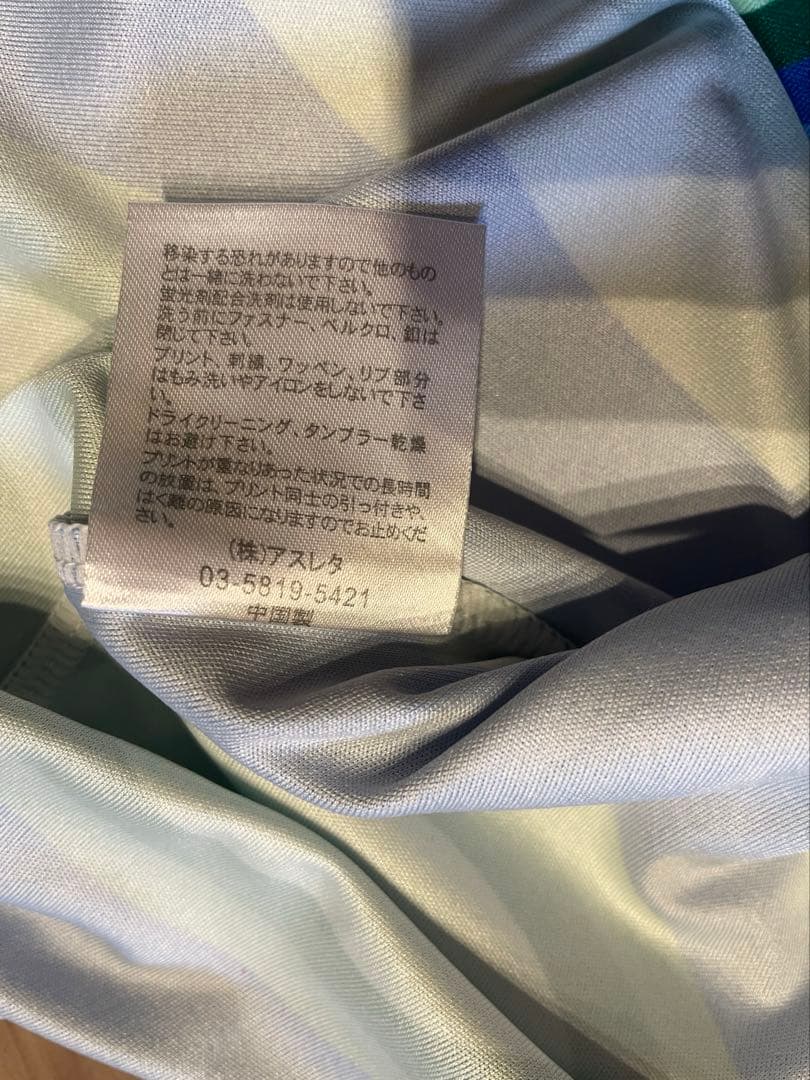 移染する恐れがありますので他のもの
とは一緒に洗わないで下さい。
蛍光剤配合洗剤は使用しないで下さい。
洗う前にファスナー、ベルクロ、釦は
閉じて下さい。
プリント、刺繍、ワッペン、リブ部分
はもみ洗いやアイロンをしないで下さ
い。
ドライクリーニング、タンブラー乾燥
はお避け下さい。
プリントが重なりあった状況での長時間
の放置は、プリント同士の引っ付きや、
はく離の原因になりますのでお止めくだ
さい。
(株)アスレタ
03-5819-5421
中国製